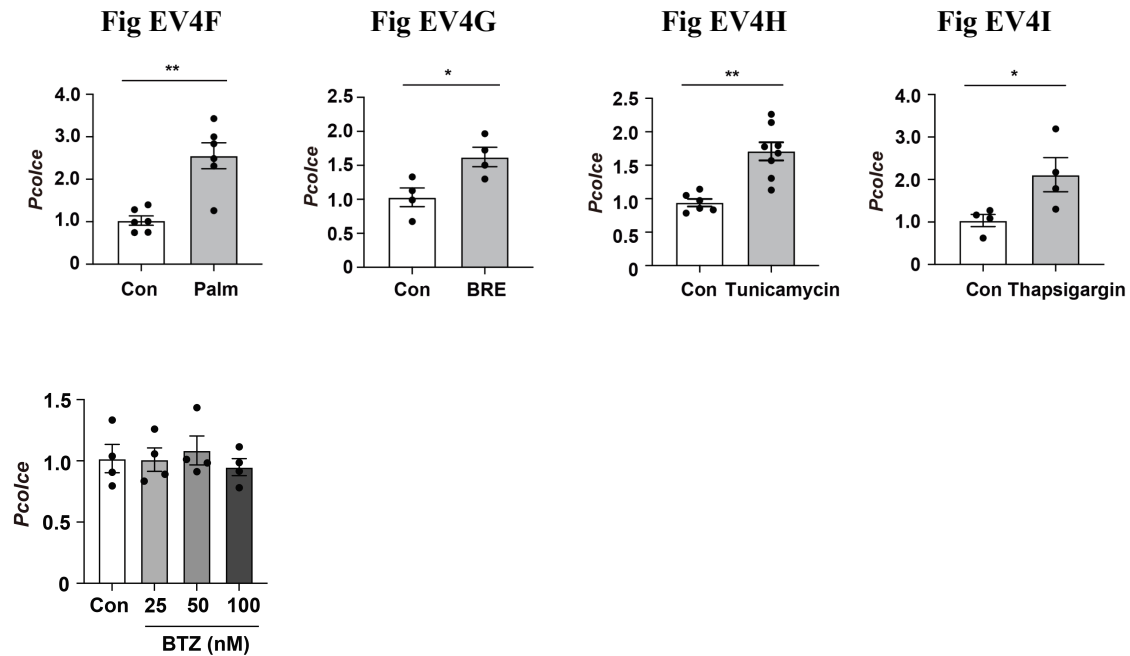 Fig EV4F
Fig EV4G
Fig EV4H
Fig EV4I
**
4.0
3.0
2.0
1.0
0
Pcolce
Con Palm
*
2.5
2.0
1.5
1.0
0.5
0
Pcolce
Con BRE
**
2.5
2.0
1.5
1.0
0.5
0
Pcolce
Con Tunicamycin
*
4.0
3.0
2.0
1.0
0
Pcolce
Con Thapsigargin
1.5
1.0
0.5
0
Pcolce
Con 25 50 100
BTZ (nM)